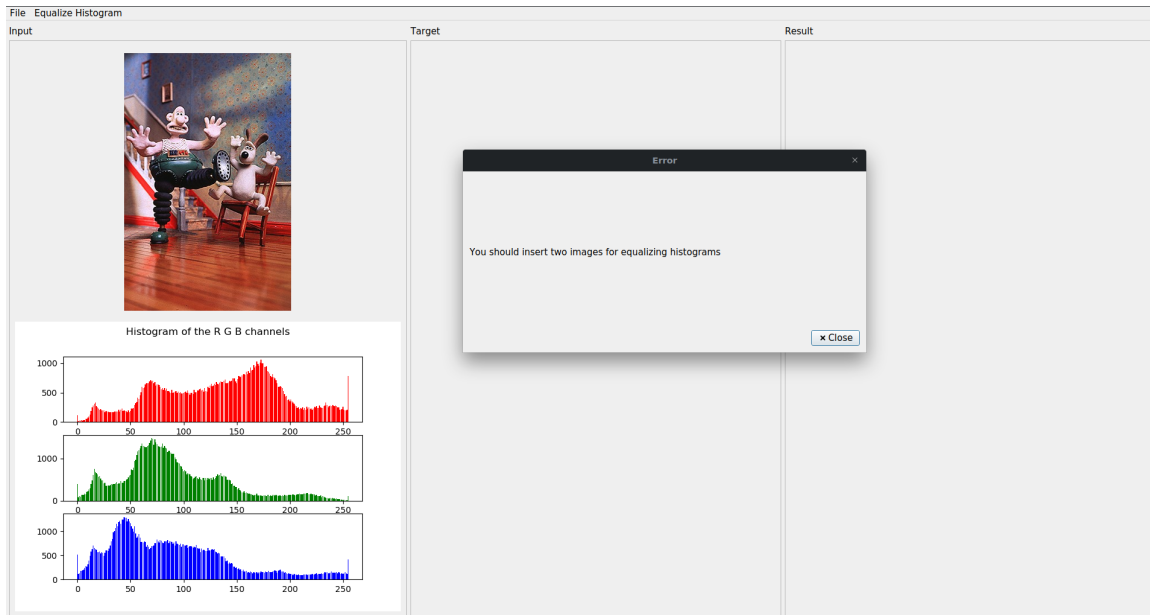 File Equalize Histogram
Input
Target
Result
Error
×
You should insert two images for equalizing histograms
× Close
Histogram of the R G B channels
1000
500
0
0 50 100 150 200 250
1000
0
0 50 100 150 200 250
1000
500
0
0 50 100 150 200 250